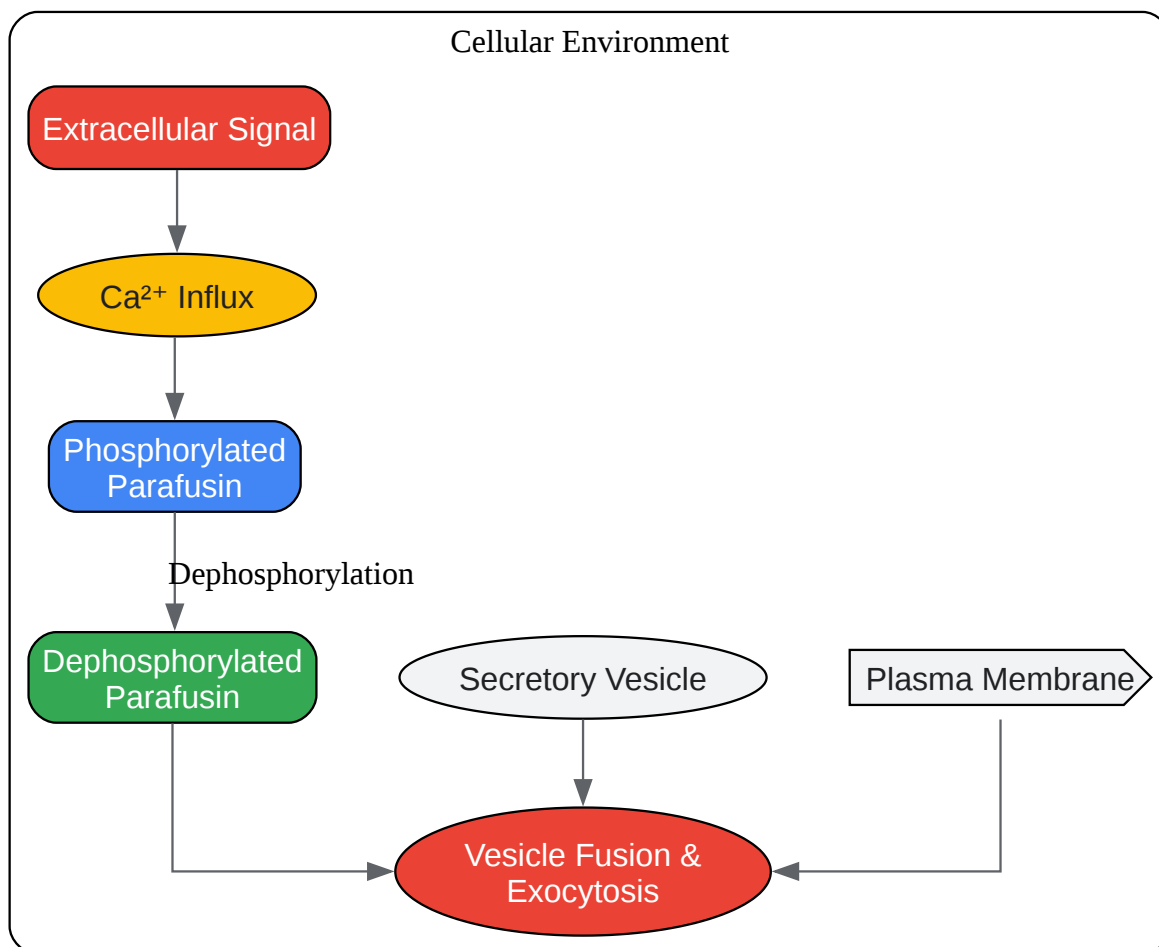 Cellular Environment
Extracellular Signal
Ca²⁺ Influx
Phosphorylated
Parafusin
Dephosphorylation
Dephosphorylated
Parafusin
Secretory Vesicle
Plasma Membrane
Vesicle Fusion &
Exocytosis